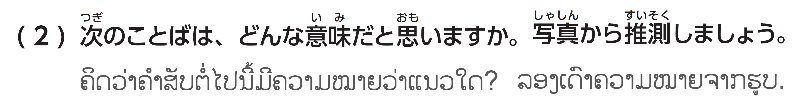 (2) 次のことばは、どんな意味だと思いますか。写真から推測しましょう。
ຄິດວ່າຄຳສັບຕໍ່ໄປນີ້ມີຄວາມໝາຍວ່າແນວໃດ? ລອງເດົາຄວາມໝາຍຈາກຮູບ.